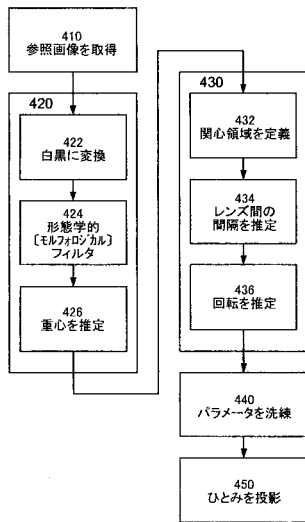 410
参照画像を取得
420
422
白黒に変換
424
形態学的
〔モルフォロジカル〕
フィルタ
426
重心を推定
430
432
関心領域を定義
434
レンズ間の
間隔を推定
436
回転を推定
440
パラメータを洗練
450
ひとみを投影